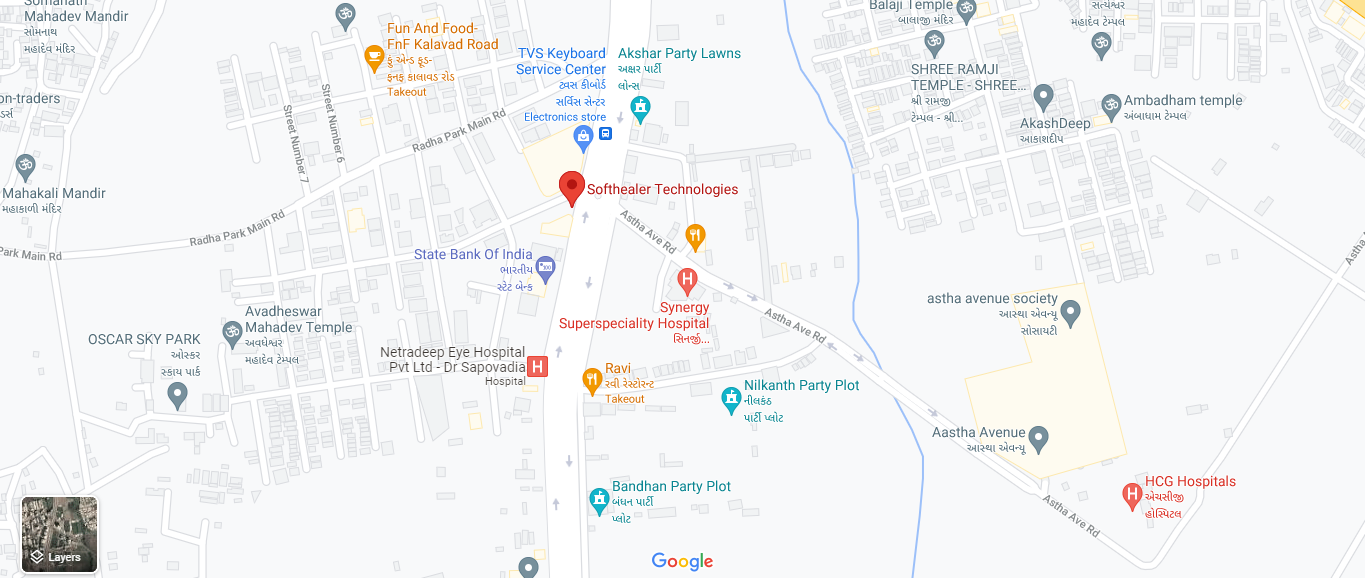 Somanath
Mahadev Mandir
સોમનાથ
મહાદેવ મંદિર
Fun And Food-
FnF Kalavad Road
ફુ એન્ડ ફૂડ-
ફનફ કાલાવડ રોડ
Takeout
TVS Keyboard
Service Center
ટવસ કીબોર્ડ
સર્વિસ સેન્ટર
Electronics store
Akshar Party Lawns
અક્ષર પાર્ટી
લોન્સ
Balaji Temple
બાલાજી મંદિર
સત્યેશ્વર
મહાદેવ ટેમ્પલ
SHREE RAMJI
TEMPLE - SHREE...
શ્રી રામજી
ટેમ્પલ - શ્રી...
AkashDeep
આકાશદીપ
Ambadham temple
અંબાધામ ટેમ્પલ
on-traders
ડર્સ
Street Number 7
Street Number 6
Radha Park Main Rd
Mahakali Mandir
મહાકાળી મંદિર
Softhealer Technologies
Radha Park Main Rd
Park Main Rd
Astha Ave Rd
Astha
State Bank Of India
ભારતીય
સ્ટેટ બેન્ક
Synergy
Superspeciality Hospital
સિનર્જી...
astha avenue society
આસ્થા એવન્યૂ
સોસાયટી
Astha Ave Rd
Avadheswar
Mahadev Temple
અવધેશ્વર
મહાદેવ ટેમ્પલ
OSCAR SKY PARK
ઓસ્કર
સ્કાય પાર્ક
Netradeep Eye Hospital
Pvt Ltd - Dr Sapovadia
Hospital
Ravi
રવી રેસ્ટોરન્ટ
Takeout
Nilkanth Party Plot
નીલકંઠ
પાર્ટી પ્લોટ
Aastha Avenue
આસ્થા એવન્યૂ
HCG Hospitals
એચસીજી
હોસ્પિટલ
Bandhan Party Plot
બંધન પાર્ટી
પ્લોટ
Astha Ave Rd
Layers
Google